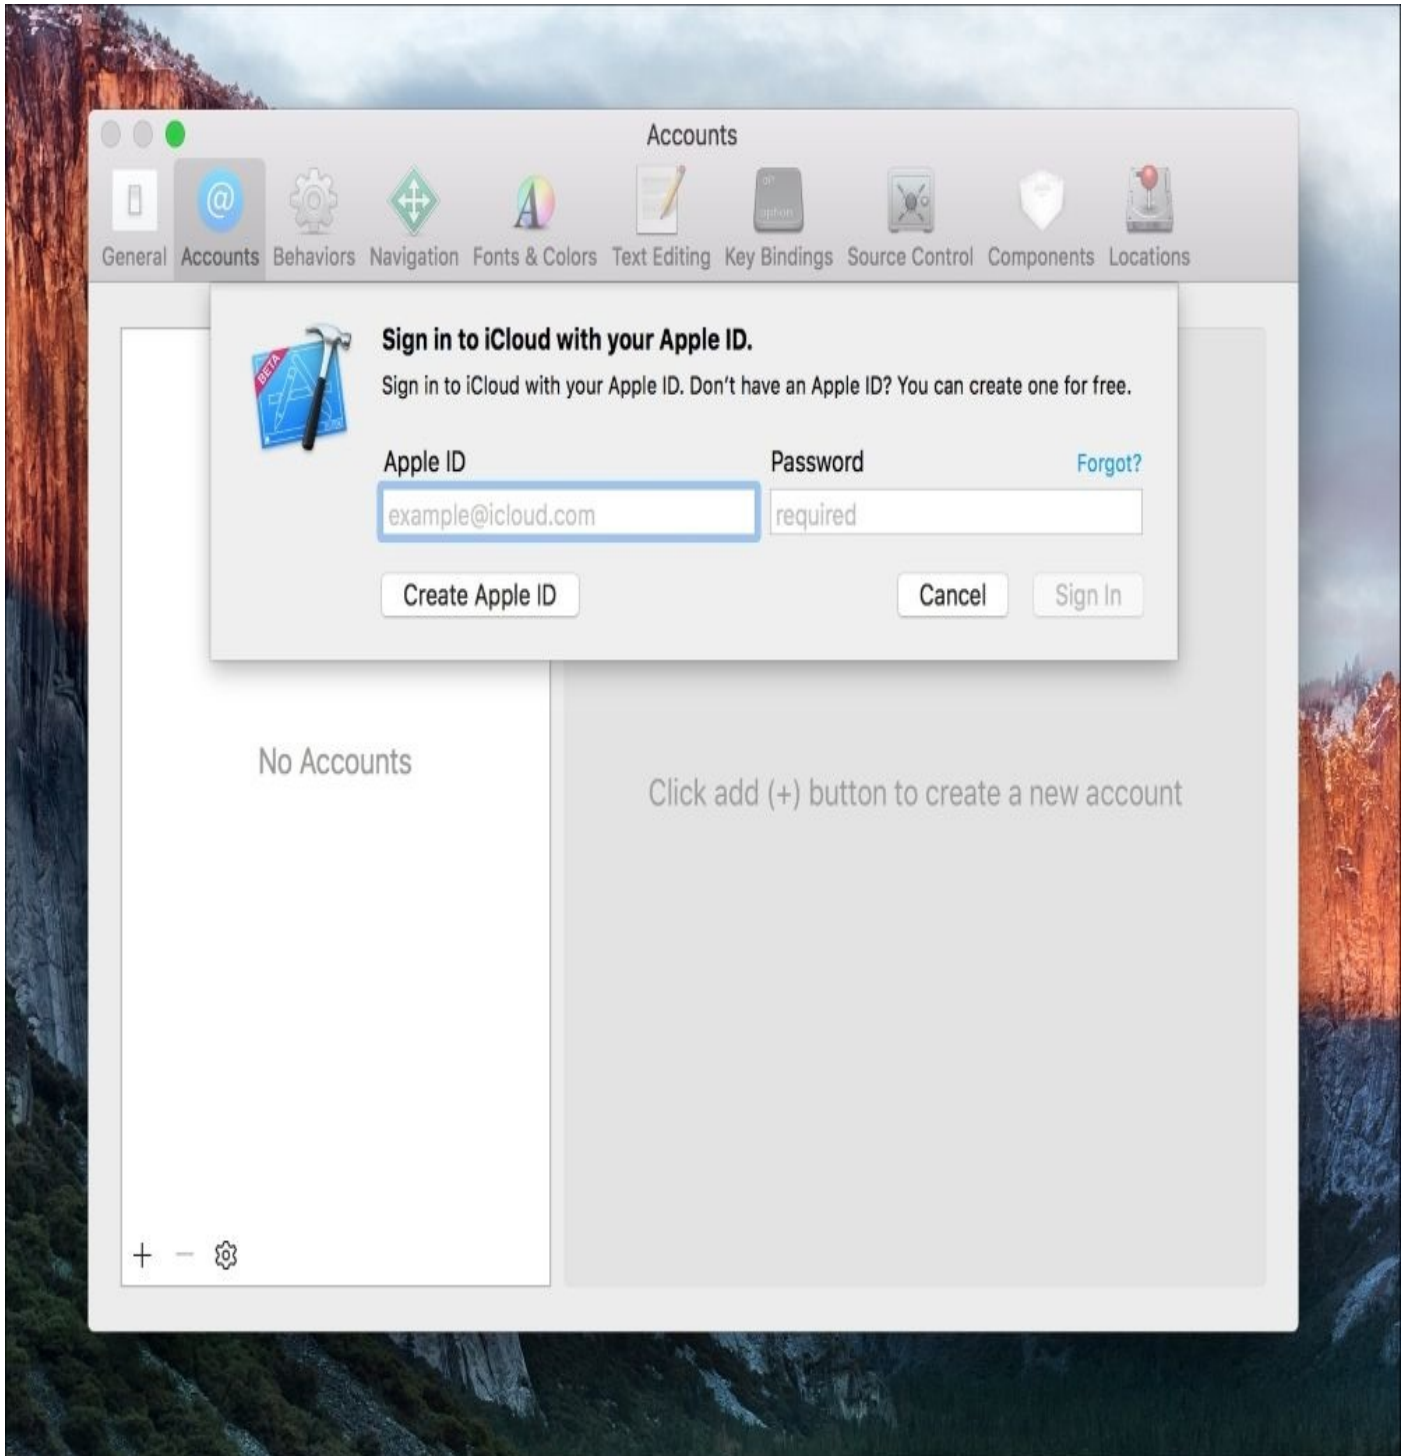 Accounts
General Accounts Behaviors Navigation Fonts & Colors Text Editing Key Bindings Source Control Components Locations
alt
option
BETA
Sign in to iCloud with your Apple ID.
Sign in to iCloud with your Apple ID. Don't have an Apple ID? You can create one for free.
Apple ID Password Forgot?
example@icloud.com required
Create Apple ID Cancel Sign In
No Accounts
Click add (+) button to create a new account